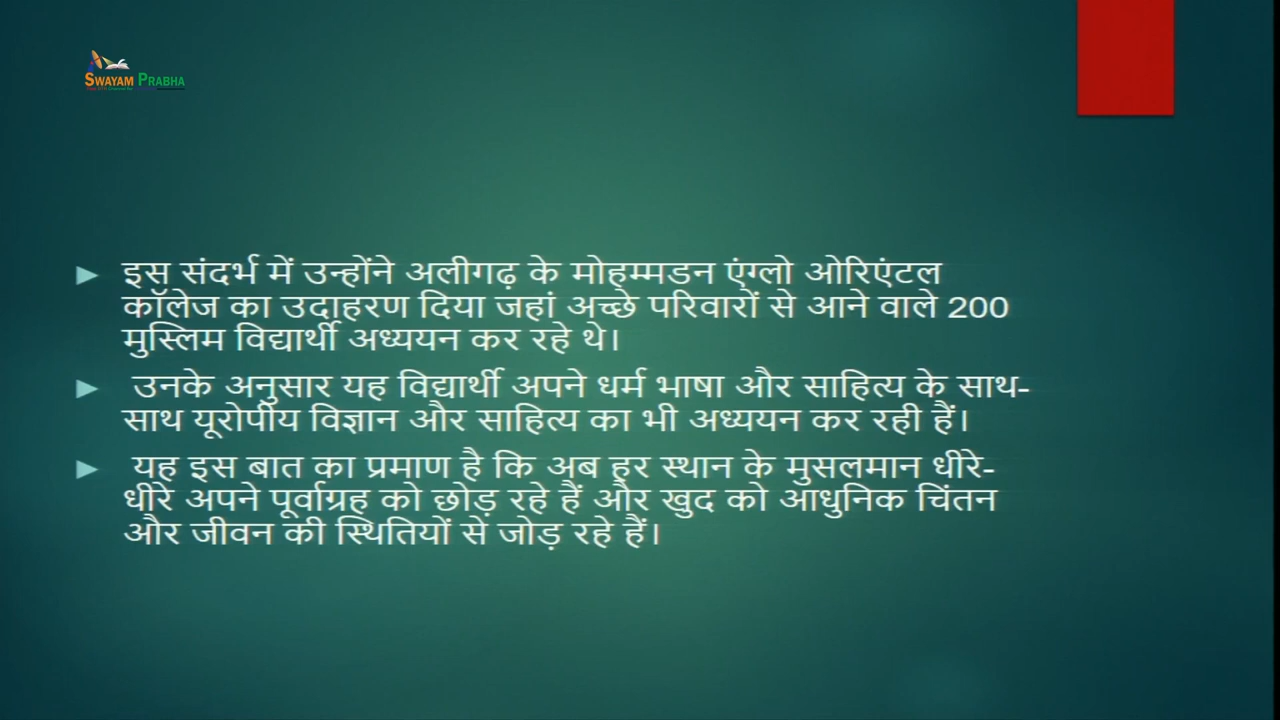 SWAYAM PRABHA
इस संदर्भ में उन्होंने अलीगढ़ के मोहम्मडन एंग्लो ओरिएंटल
कॉलेज का उदाहरण दिया जहां अच्छे परिवारों से आने वाले 200
मुस्लिम विद्यार्थी अध्ययन कर रहे थे।
उनके अनुसार यह विद्यार्थी अपने धर्म भाषा और साहित्य के साथ-
साथ यूरोपीय विज्ञान और साहित्य का भी अध्ययन कर रही हैं।
यह इस बात का प्रमाण है कि अब हर स्थान के मुसलमान धीरे-
धीरे अपने पूर्वाग्रह को छोड़ रहे हैं और खुद को आधुनिक चिंतन
और जीवन की स्थितियों से जोड़ रहे हैं।